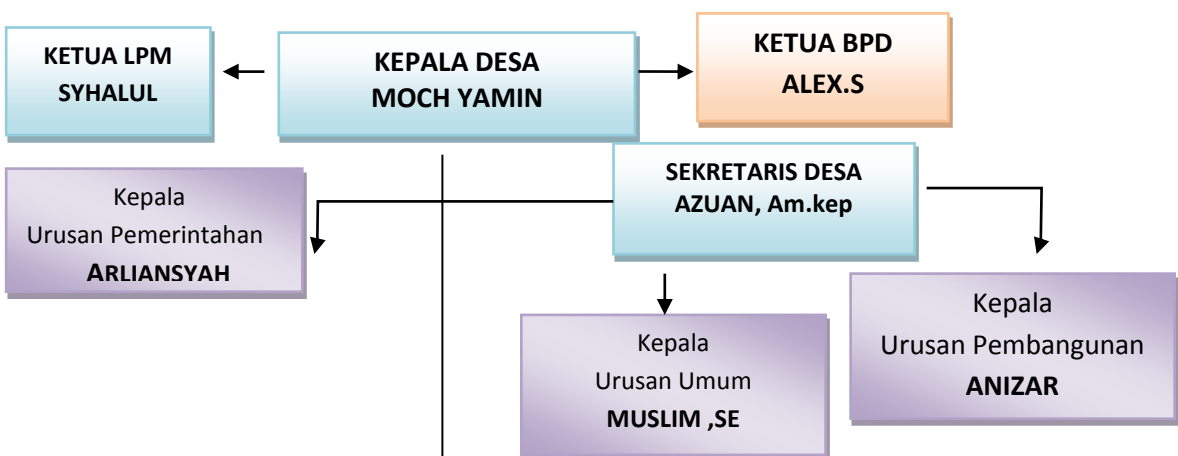 KETUA LPM
SYHALUL
KEPALA DESA
MOCH YAMIN
KETUA BPD
ALEX.S
SEKRETARIS DESA
AZUAN, Am.kep
Kepala
Urusan Pemerintahan
ARLIANSYAH
Kepala
Urusan Umum
MUSLIM ,SE
Kepala
Urusan Pembangunan
ANIZAR